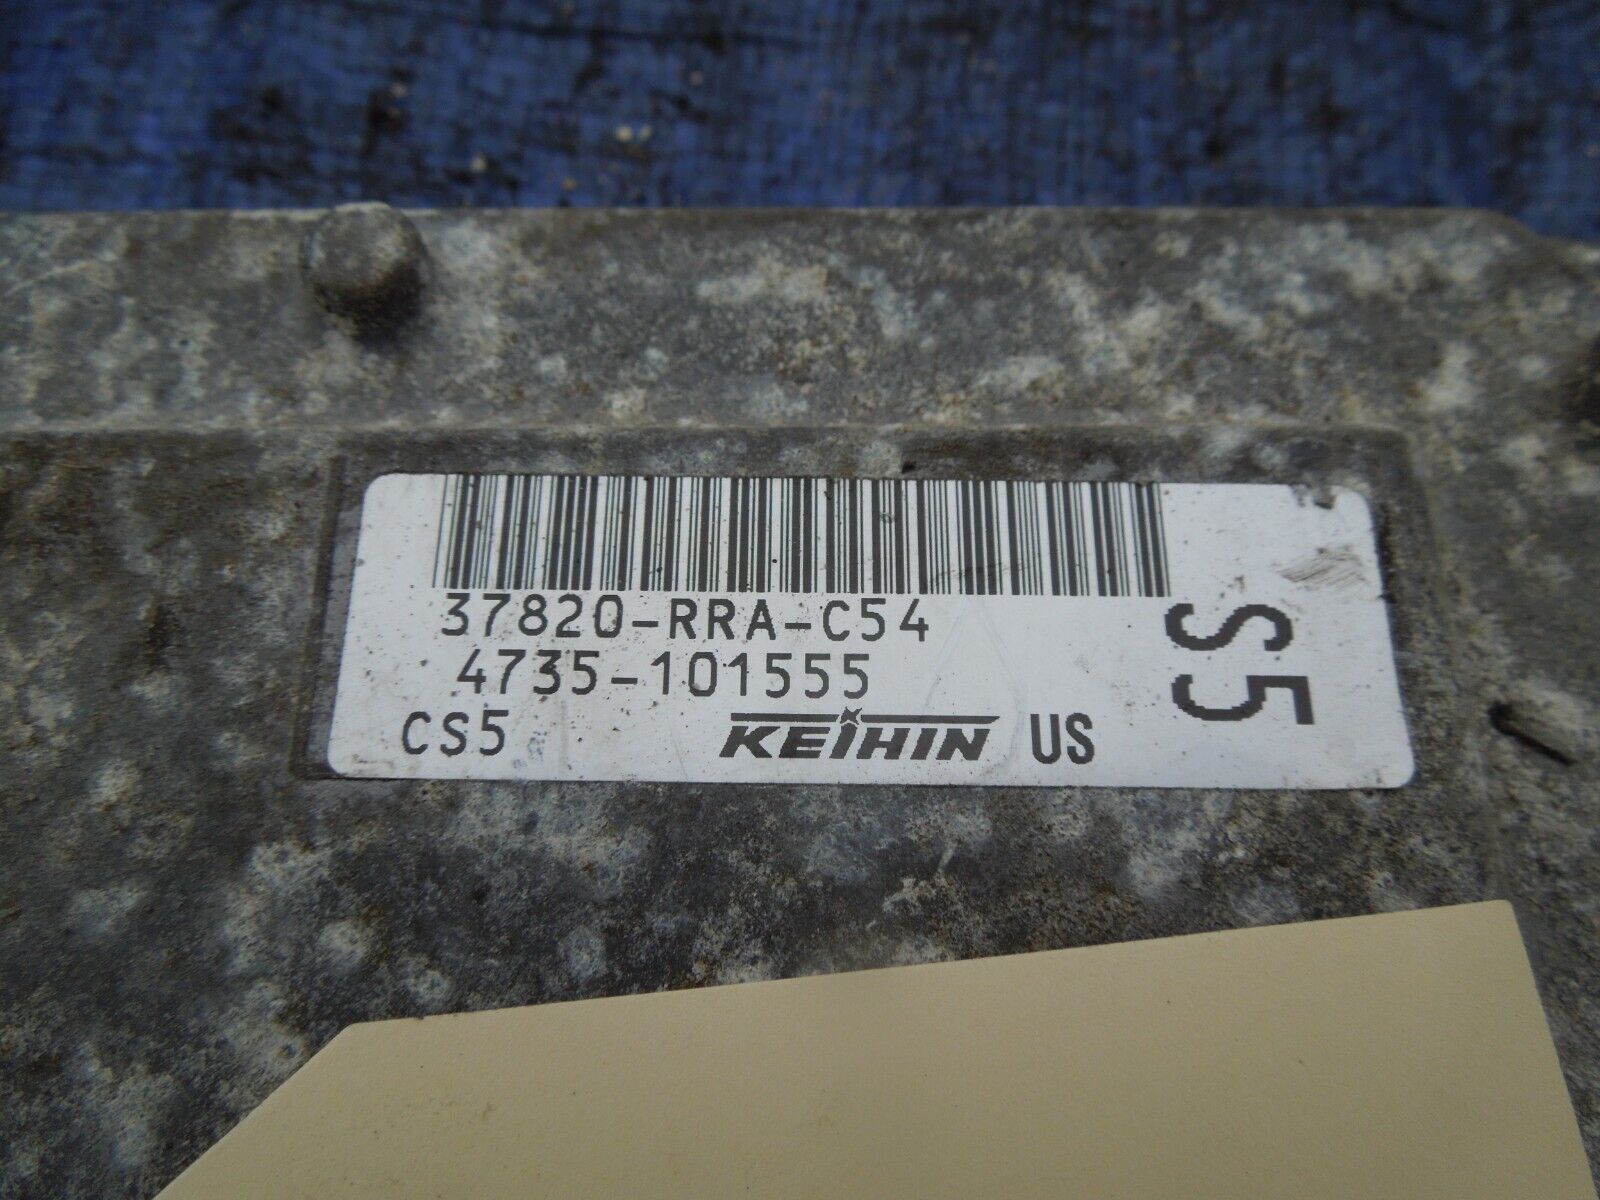 37820-RRA-C54
4735-101555
CS5 KEIHIN US
S5